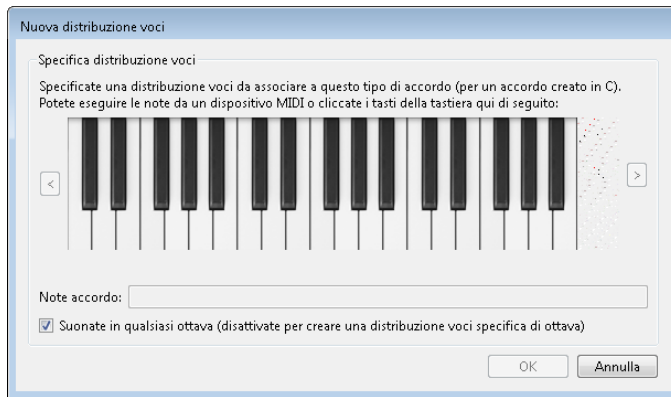 Nuova distribuzione voci
Specifica distribuzione voci
Specificate una distribuzione voci da associare a questo tipo di accordo (per un accordo creato in C).
Potete eseguire le note da un dispositivo MIDI o cliccate i tasti della tastiera qui di seguito:
< >
Note accordo:
Suonate in qualsiasi ottava (disattivate per creare una distribuzione voci specifica di ottava)
OK Annulla